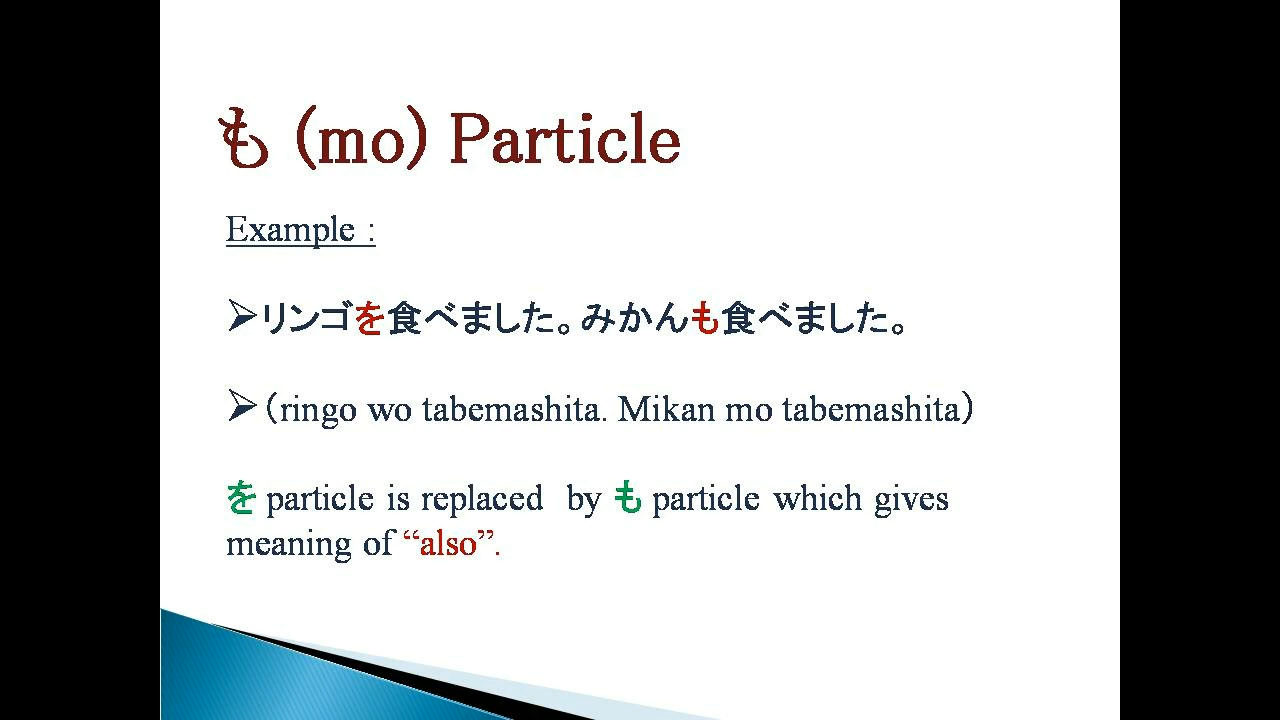 も (mo) Particle
Example :
➢リンゴを食べました。みかんも食べました。
➢（ringo wo tabemashita. Mikan mo tabemashita）
を particle is replaced by も particle which gives
meaning of “also”.